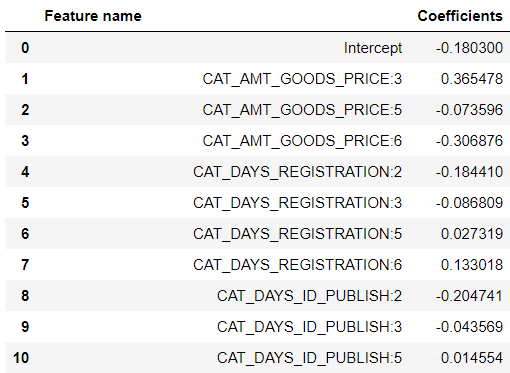 Feature name Coefficients
0 Intercept -0.180300
1 CAT_AMT_GOODS_PRICE:3 0.365478
2 CAT_AMT_GOODS_PRICE:5 -0.073596
3 CAT_AMT_GOODS_PRICE:6 -0.306876
4 CAT_DAYS_REGISTRATION:2 -0.184410
5 CAT_DAYS_REGISTRATION:3 -0.086809
6 CAT_DAYS_REGISTRATION:5 0.027319
7 CAT_DAYS_REGISTRATION:6 0.133018
8 CAT_DAYS_ID_PUBLISH:2 -0.204741
9 CAT_DAYS_ID_PUBLISH:3 -0.043569
10 CAT_DAYS_ID_PUBLISH:5 0.014554